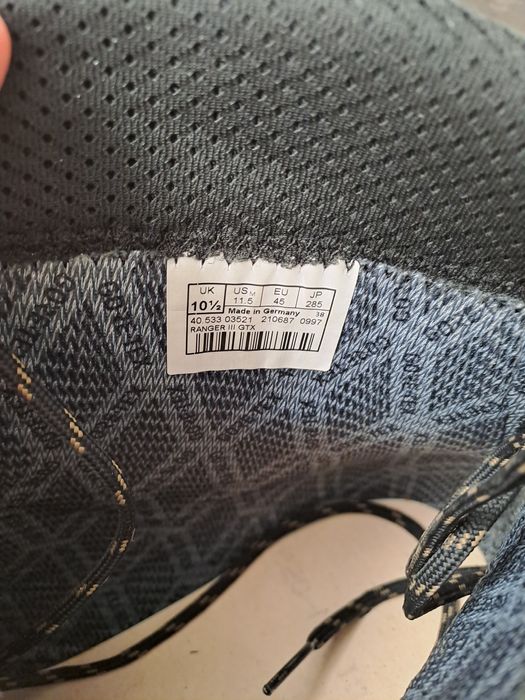 UK US M EU JP
10½ 11.5 45 285
Made in Germany 38
40 533 03521 210687 0997
RANGER III GTX